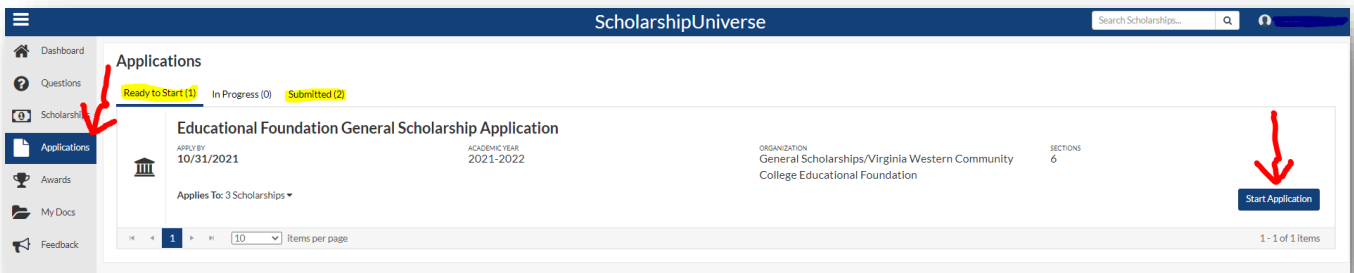 ScholarshipUniverse
Search Scholarships...
Dashboard
Questions
Scholarships
Applications
Awards
My Docs
Feedback
Applications
Ready to Start (1) In Progress (0) Submitted (2)
Educational Foundation General Scholarship Application
APPLY BY
10/31/2021
ACADEMIC YEAR
2021-2022
ORGANIZATION
General Scholarships/Virginia Western Community
College Educational Foundation
SECTIONS
6
Applies To: 3 Scholarships
Start Application
1 10 items per page 1 - 1 of 1 items